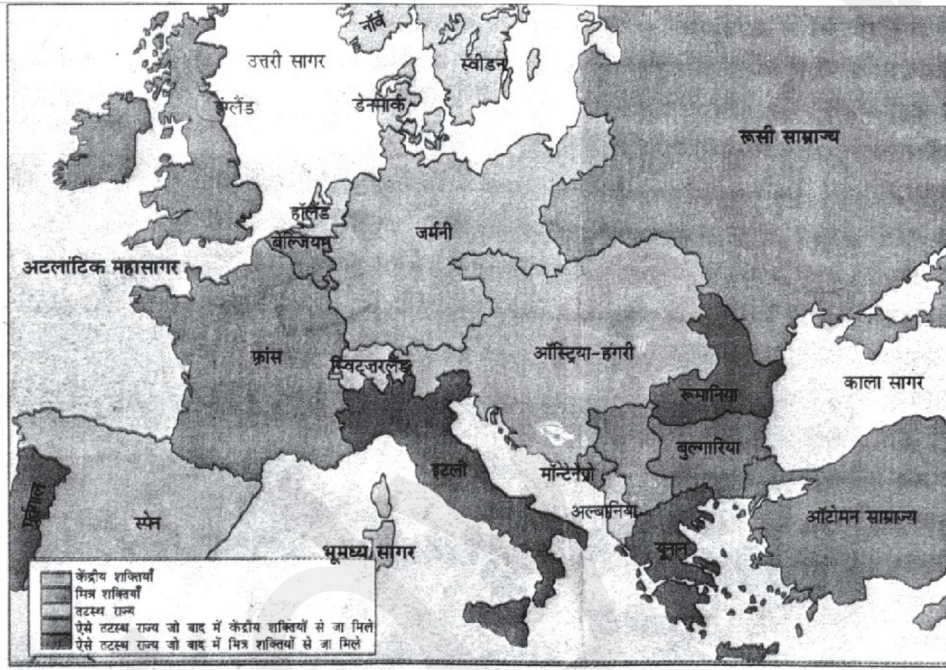 नॉर्वे
स्वीडन
उत्तरी सागर
इंग्लैंड
डेनमार्क
रूसी साम्राज्य
हॉलैंड
बेल्जियम
जर्मनी
अटलांटिक महासागर
फ्रांस
स्विट्ज़रलैंड
ऑस्ट्रिया-हंगरी
काला सागर
रूमानिया
बुल्गारिया
इटली
मॉन्टेनेग्रो
पुर्तगाल
स्पेन
अल्बानिया
ऑटोमन साम्राज्य
यूनान
भूमध्य सागर
केंद्रीय शक्तियाँ
मित्र शक्तियाँ
तटस्थ राज्य
ऐसे तटस्थ राज्य जो बाद में केंद्रीय शक्तियों से जा मिले
ऐसे तटस्थ राज्य जो बाद में मित्र शक्तियों से जा मिले